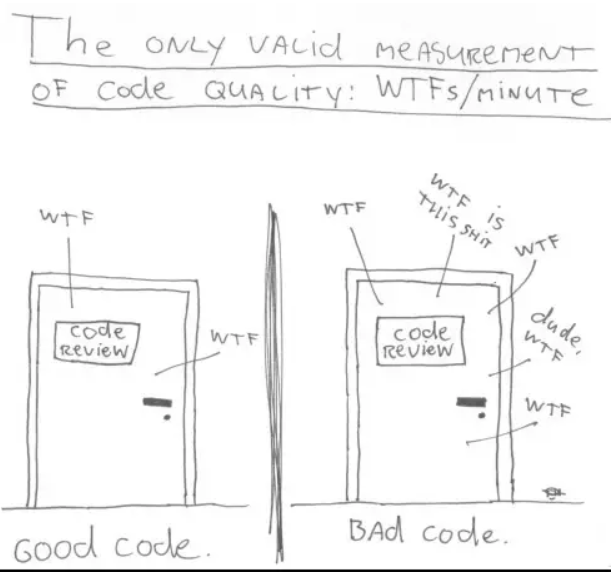 The ONLY VALid MEASUREMENT
OF Code QUALITY: WTFs/MINUTE
WTF
Code
REVIEW
WTF
GOOD CODE.
WTF
WTF IS
THIS SHIT
WTF
code
REVIEW
dude,
WTF
WTF
BAd code.